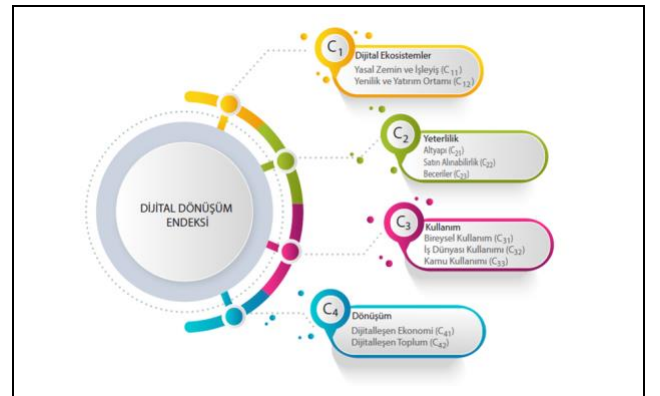 DİJİTAL DÖNÜŞÜM
ENDEKSİ
C1
Dijital Ekosistemler
Yasal Zemin ve İşleyiş (C11)
Yenilik ve Yatırım Ortamı (C12)
C2
Yeterlilik
Altyapı (C21)
Satın Alınabilirlik (C22)
Beceriler (C23)
C3
Kullanım
Bireysel Kullanım (C31)
İş Dünyası Kullanımı (C32)
Kamu Kullanımı (C33)
C4
Dönüşüm
Dijitalleşen Ekonomi (C41)
Dijitalleşen Toplum (C42)